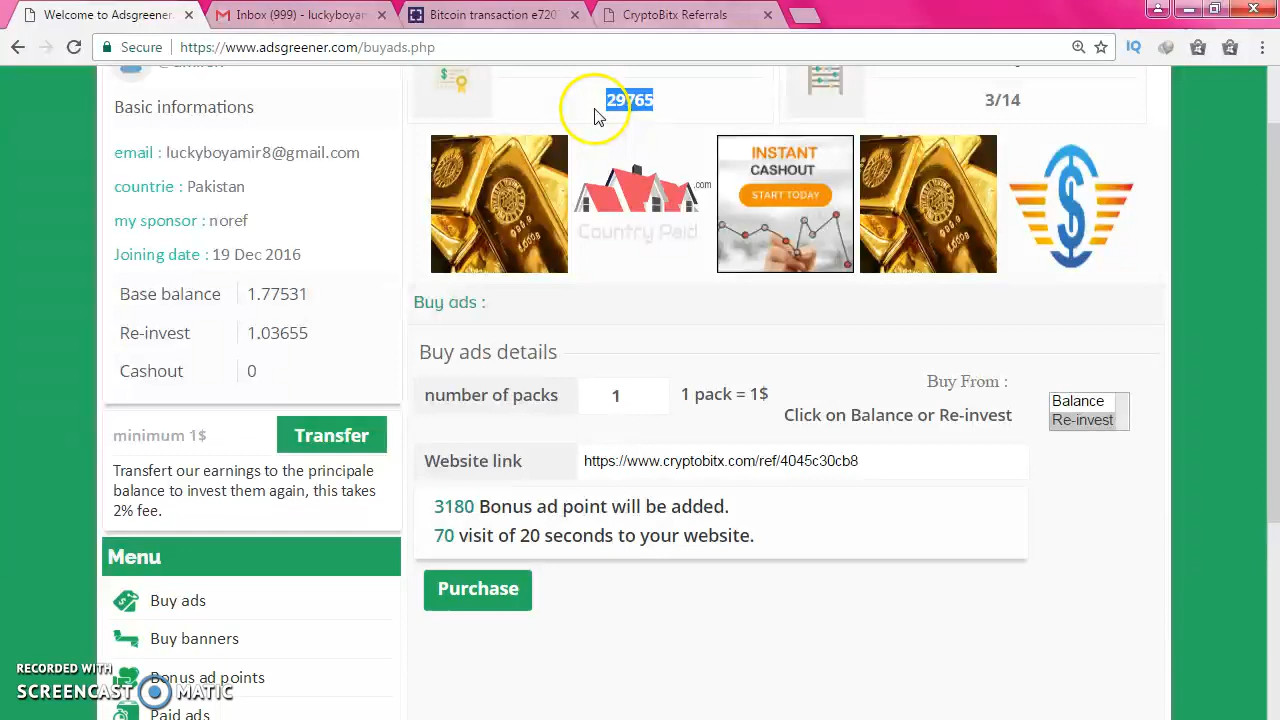 Welcome to Adsgreener.
Inbox (999) - luckyboyam
Bitcoin transaction e720
CryptoBitx Referrals
Secure
https://www.adsgreener.com/buyads.php
Basic informations
29765
3/14
email : luckyboyamir8@gmail.com
countrie : Pakistan
my sponsor : noref
Joining date : 19 Dec 2016
Base balance 1.77531
Re-invest 1.03655
Cashout 0
INSTANT
CASHOUT
START TODAY
.com
Country Paid
Buy ads :
Buy ads details
number of packs 1 1 pack = 1$
Buy From :
Click on Balance or Re-invest
Balance
Re-invest
Website link https://www.cryptobitx.com/ref/4045c30cb8
3180 Bonus ad point will be added.
70 visit of 20 seconds to your website.
Purchase
minimum 1$ Transfer
Transfert our earnings to the principale
balance to invest them again, this takes
2% fee.
Menu
Buy ads
Buy banners
Bonus ad points
Paid ads
RECORDED WITH
SCREENCAST MATIC